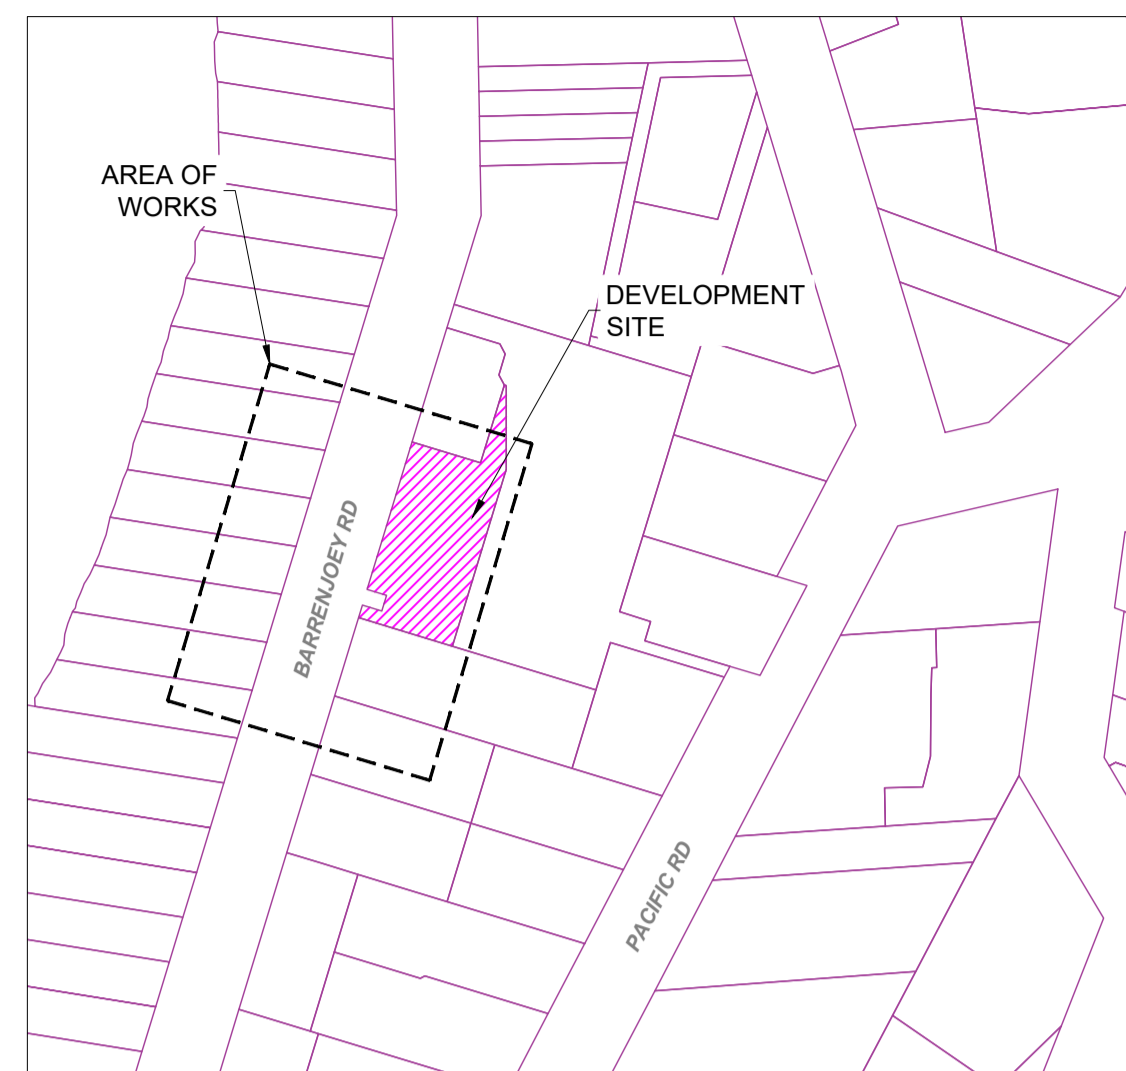 AREA OF
WORKS
DEVELOPMENT
SITE
BARRENJOEY RD
PACIFIC RD